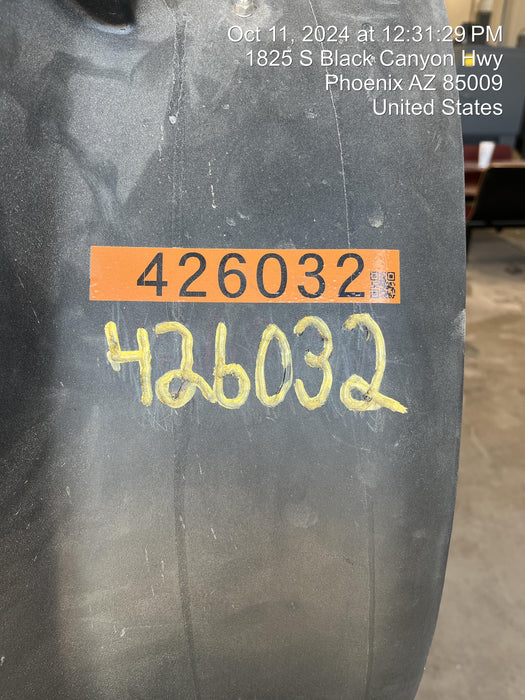 Oct 11, 2024 at 12:31:29 PM
1825 S Black Canyon Hwy
Phoenix AZ 85009
United States
426032
426032